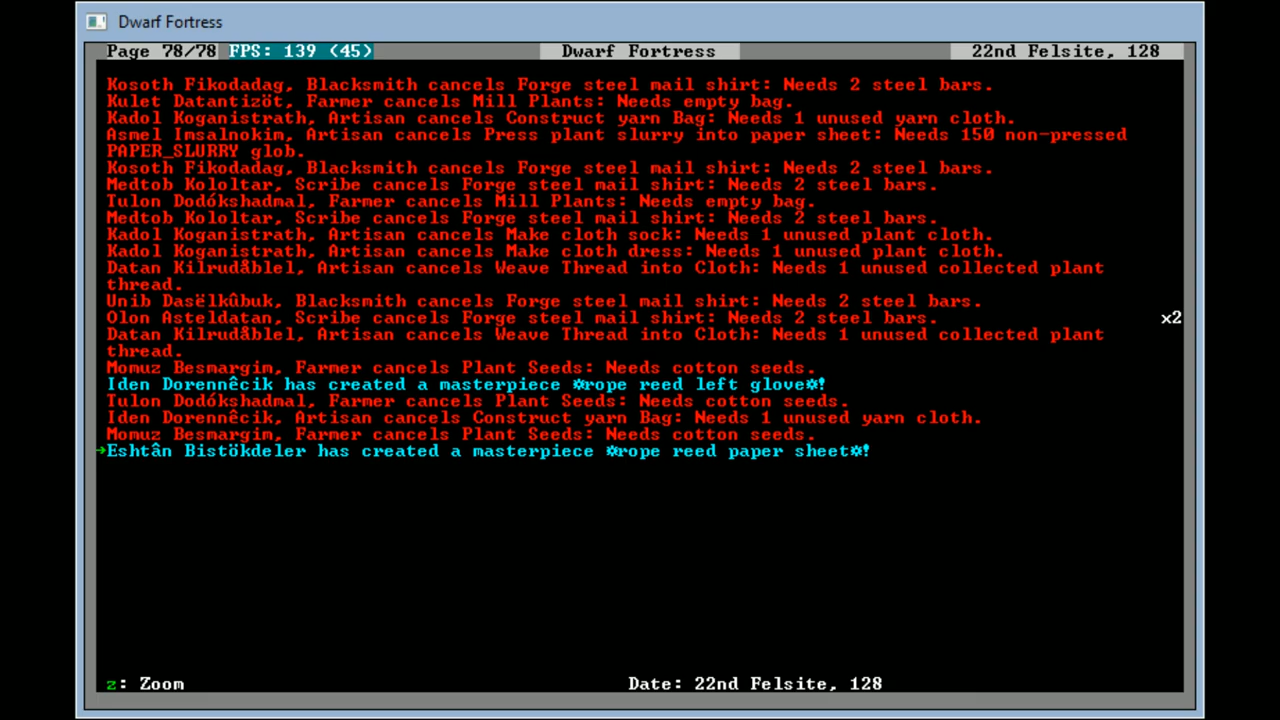 Dwarf Fortress
Page 78/78 FPS: 139 (45) Dwarf Fortress 22nd Felsite, 128
Kosoth Fikodadag, Blacksmith cancels Forge steel mail shirt: Needs 2 steel bars.
Kulet Datantizöt, Farmer cancels Mill Plants: Needs empty bag.
Kadol Koganistrath, Artisan cancels Construct yarn Bag: Needs 1 unused yarn cloth.
Asmel Imsalnokim, Artisan cancels Press plant slurry into paper sheet: Needs 150 non-pressed
PAPER_SLURRY glob.
Kosoth Fikodadag, Blacksmith cancels Forge steel mail shirt: Needs 2 steel bars.
Medtob Kololtar, Scribe cancels Forge steel mail shirt: Needs 2 steel bars.
Tulon Dodókshadmal, Farmer cancels Mill Plants: Needs empty bag.
Medtob Kololtar, Scribe cancels Forge steel mail shirt: Needs 2 steel bars.
Kadol Koganistrath, Artisan cancels Make cloth sock: Needs 1 unused plant cloth.
Kadol Koganistrath, Artisan cancels Make cloth dress: Needs 1 unused plant cloth.
Datan Kilrudåblel, Artisan cancels Weave Thread into Cloth: Needs 1 unused collected plant
thread.
Unib Dasëlkûbuk, Blacksmith cancels Forge steel mail shirt: Needs 2 steel bars.
Olon Asteldatan, Scribe cancels Forge steel mail shirt: Needs 2 steel bars. x2
Datan Kilrudåblel, Artisan cancels Weave Thread into Cloth: Needs 1 unused collected plant
thread.
Momuz Besmargim, Farmer cancels Plant Seeds: Needs cotton seeds.
Iden Dorennêcik has created a masterpiece ☼rope reed left glove☼!
Tulon Dodókshadmal, Farmer cancels Plant Seeds: Needs cotton seeds.
Iden Dorennêcik, Artisan cancels Construct yarn Bag: Needs 1 unused yarn cloth.
Momuz Besmargim, Farmer cancels Plant Seeds: Needs cotton seeds.
→Eshtân Bistökdeler has created a masterpiece ☼rope reed paper sheet☼!
z: Zoom Date: 22nd Felsite, 128